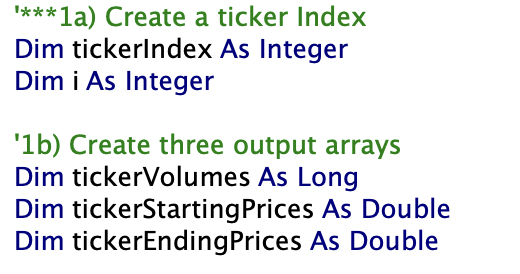 '***1a) Create a ticker Index
Dim tickerIndex As Integer
Dim i As Integer
'1b) Create three output arrays
Dim tickerVolumes As Long
Dim tickerStartingPrices As Double
Dim tickerEndingPrices As Double